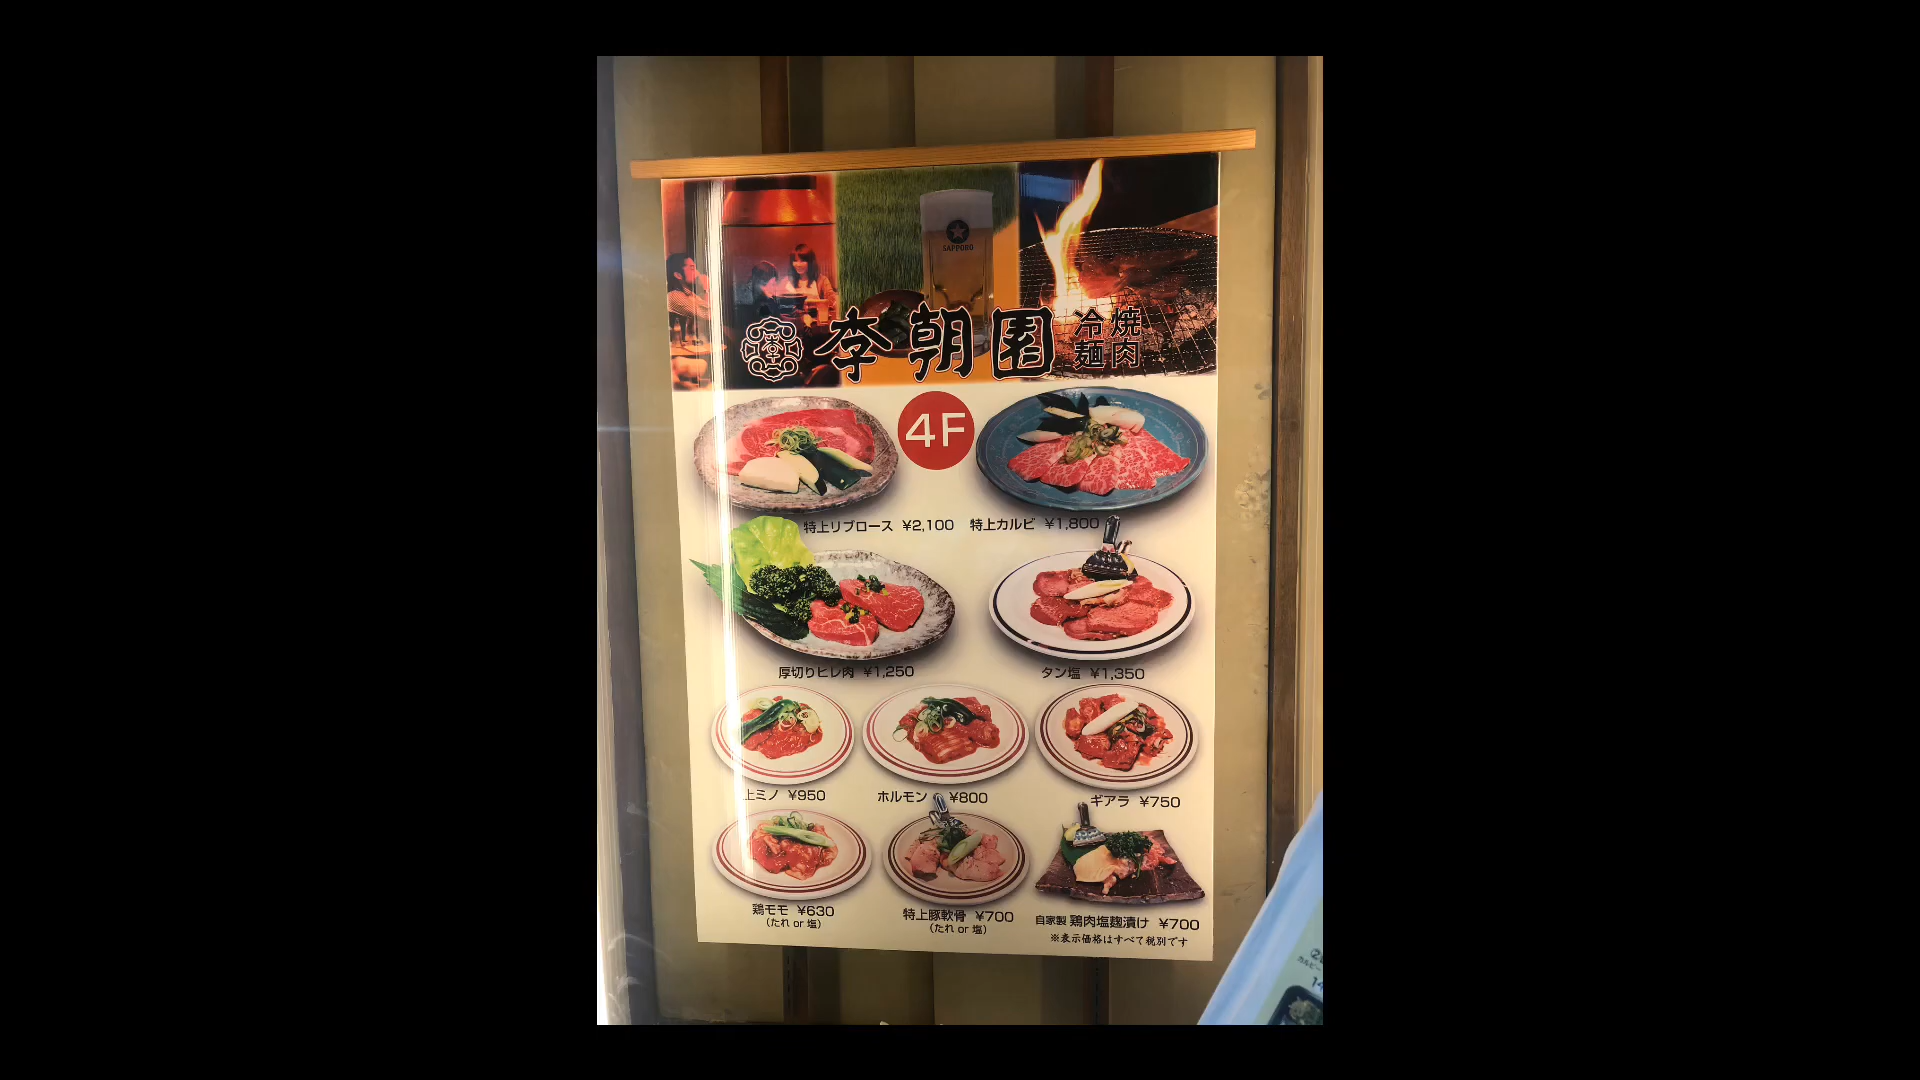 SAPPORO
李朝園
焼肉
冷麺
4F
特上リブロース ¥2,100
特上カルビ ¥1,800
厚切りヒレ肉 ¥1,250
タン塩 ¥1,350
上ミノ ¥950
ホルモン ¥800
ギアラ ¥750
鶏モモ ¥630
(たれ or 塩)
特上豚軟骨 ¥700
(たれ or 塩)
自家製 鶏肉塩麹漬け ¥700
※表示価格はすべて税別です
カルビー